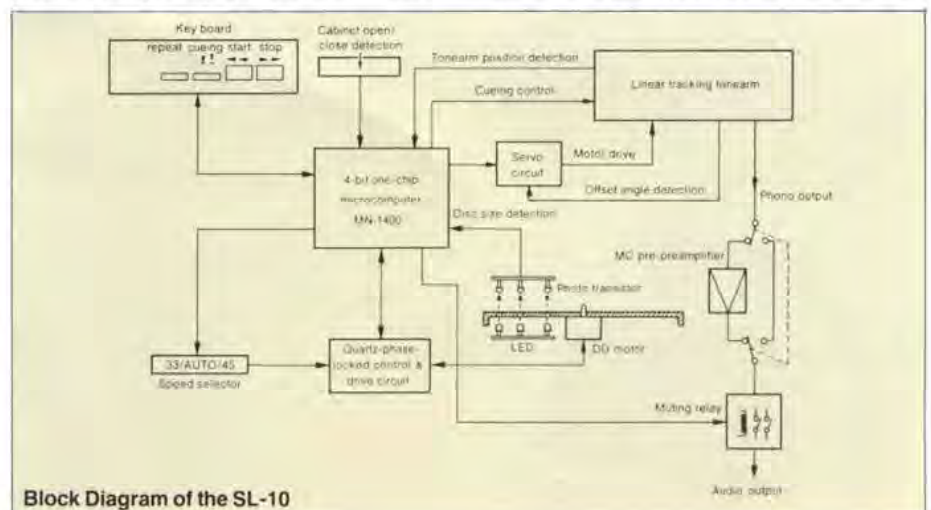 Key board
repeat cueing start stop
Cabinet open/
close detection
Tonearm position detection
Cueing control
Linear tracking tonearm
4-bit one-chip
microcomputer
MN-1400
Servo
circuit
Motor drive
Offset angle detection
Phono output
Disc size detection
MC pre-preamplifier
Photo transistor
LED
DD motor
33/AUTO/45
Speed selector
Quartz-phase-
locked control &
drive circuit
Muting relay
Audio output
Block Diagram of the SL-10